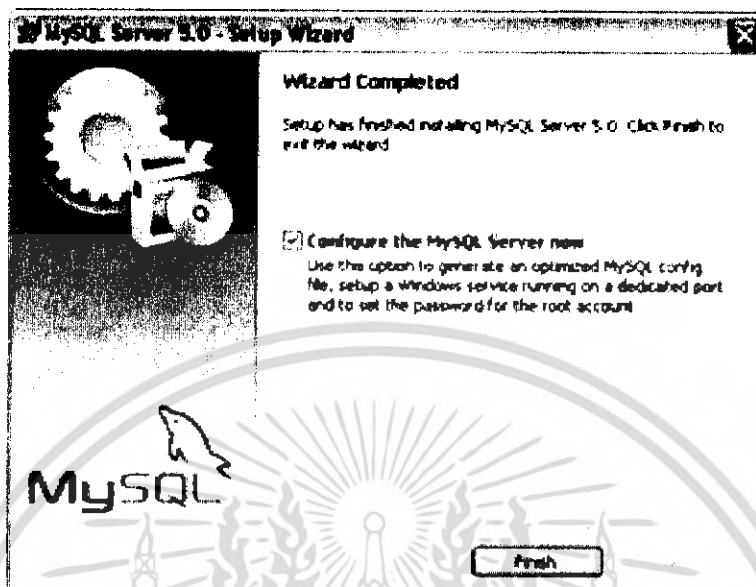 MySQL Server 5.0 - Setup Wizard
Wizard Completed
Setup has finished installing MySQL Server 5.0. Click Finish to
exit the wizard
Configure the MySQL Server now
Use this option to generate an optimized MySQL config
file, setup a Windows service running on a dedicated port
and to set the password for the root account
MySQL
Finish